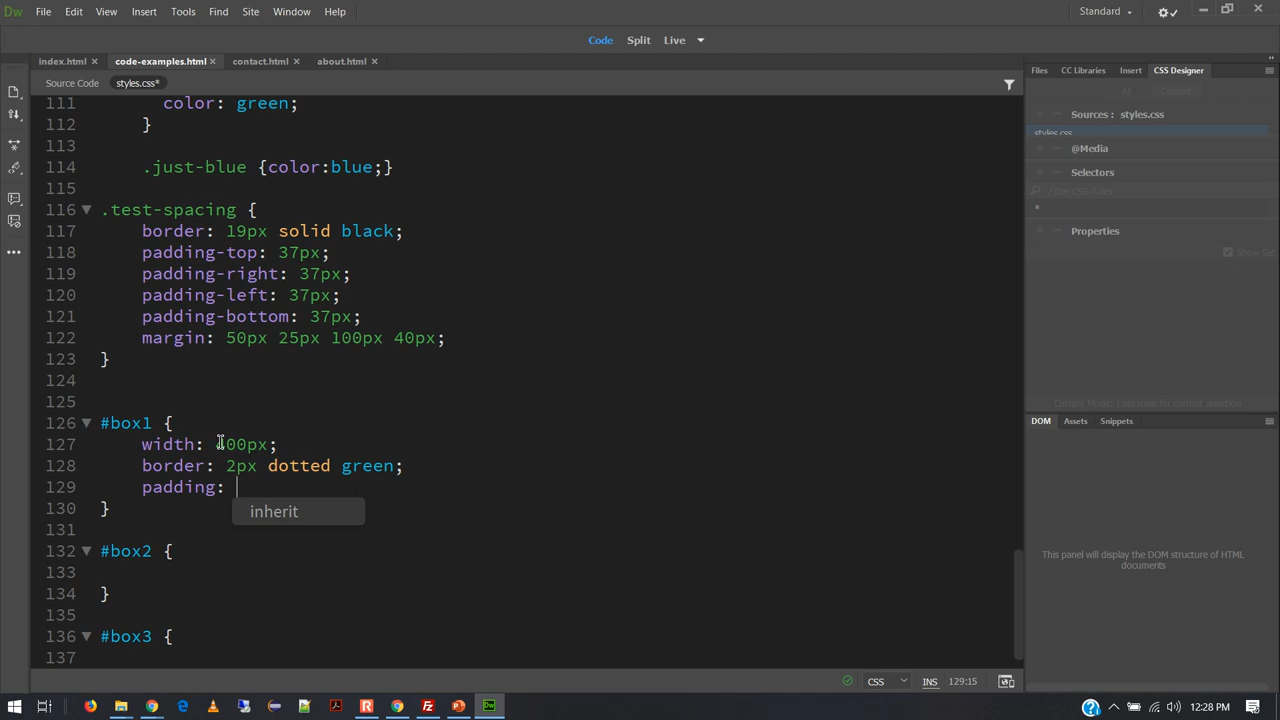 Dw File Edit View Insert Tools Find Site Window Help Standard
Code Split Live
index.html code-examples.html contact.html about.html
Source Code styles.css*
Files CC Libraries Insert CSS Designer
All Current
Sources : styles.css
styles.css
@Media
Selectors
Filter CSS Rules
*
Properties
Show Set
Current Mode: Lists rules for current selection
DOM Assets Snippets
This panel will display the DOM structure of HTML
documents
111 color: green;
112 }
113
114 .just-blue {color:blue;}
115
116 .test-spacing {
117 border: 19px solid black;
118 padding-top: 37px;
119 padding-right: 37px;
120 padding-left: 37px;
121 padding-bottom: 37px;
122 margin: 50px 25px 100px 40px;
123 }
124
125
126 #box1 {
127 width: 00px;
128 border: 2px dotted green;
129 padding:
inherit
130 }
131
132 #box2 {
133
134 }
135
136 #box3 {
137
CSS INS 129:15
12:28 PM